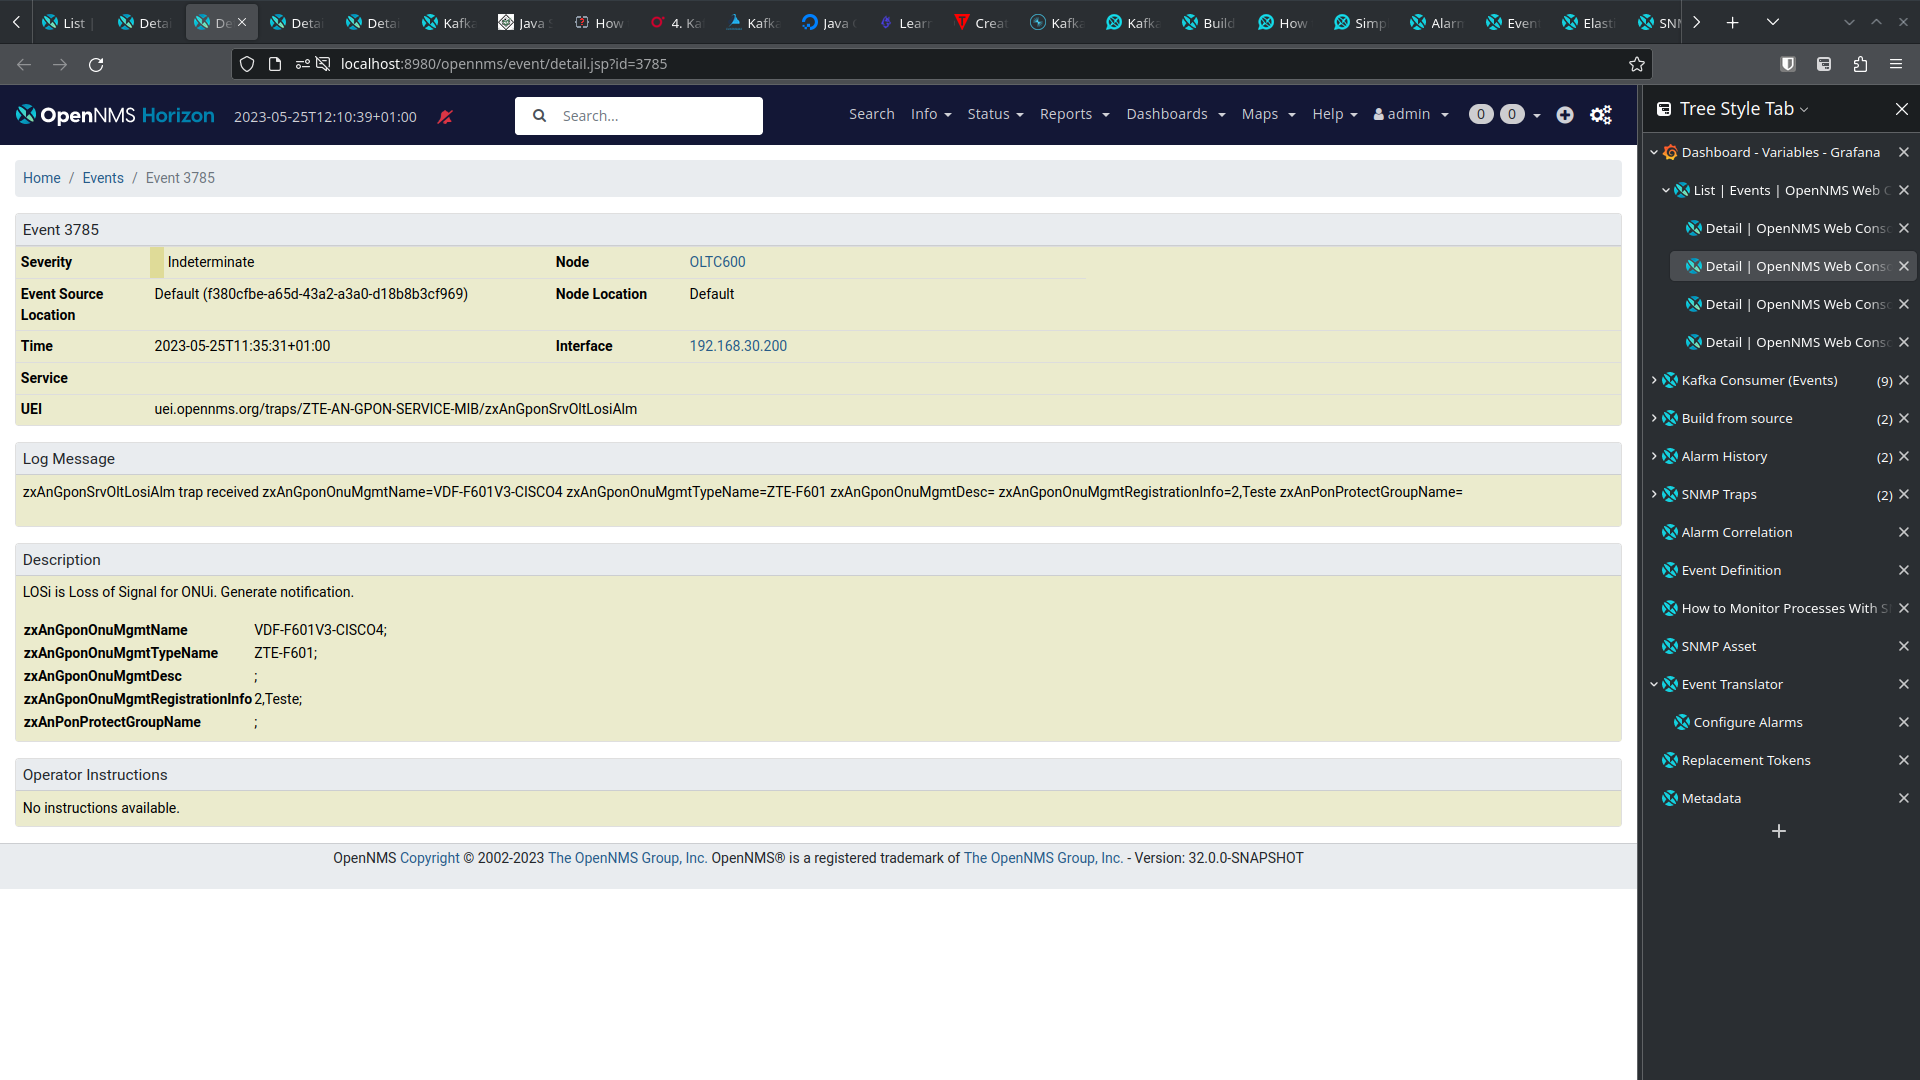 List |
Detai
De
Detai
Detai
Kafk
Java
How
4. Ka
Kafka
Java
Lear
Crea
Kafk
Kafk
Build
How
Simp
Alarr
Even
Elasti
SNM
localhost:8980/opennms/event/detail.jsp?id=3785
OpenNMS Horizon 2023-05-25T12:10:39+01:00 Search... Search Info Status Reports Dashboards Maps Help admin 0 0
Home / Events / Event 3785
Event 3785
Severity Indeterminate Node OLTC600
Event Source Location Default (f380cfbe-a65d-43a2-a3a0-d18b8b3cf969) Node Location Default
Time 2023-05-25T11:35:31+01:00 Interface 192.168.30.200
Service
UEI uei.opennms.org/traps/ZTE-AN-GPON-SERVICE-MIB/zxAnGponSrvOltLosiAlm
Log Message
zxAnGponSrvOltLosiAlm trap received zxAnGponOnuMgmtName=VDF-F601V3-CISCO4 zxAnGponOnuMgmtTypeName=ZTE-F601 zxAnGponOnuMgmtDesc= zxAnGponOnuMgmtRegistrationInfo=2,Teste zxAnPonProtectGroupName=
Description
LOSi is Loss of Signal for ONUi. Generate notification.
zxAnGponOnuMgmtName VDF-F601V3-CISCO4;
zxAnGponOnuMgmtTypeName ZTE-F601;
zxAnGponOnuMgmtDesc ;
zxAnGponOnuMgmtRegistrationInfo 2,Teste;
zxAnPonProtectGroupName ;
Operator Instructions
No instructions available.
OpenNMS Copyright © 2002-2023 The OpenNMS Group, Inc. OpenNMS® is a registered trademark of The OpenNMS Group, Inc. - Version: 32.0.0-SNAPSHOT
Tree Style Tab
Dashboard - Variables - Grafana
List | Events | OpenNMS Web C
Detail | OpenNMS Web Conso
Detail | OpenNMS Web Conso
Detail | OpenNMS Web Conso
Detail | OpenNMS Web Conso
Kafka Consumer (Events) (9)
Build from source (2)
Alarm History (2)
SNMP Traps (2)
Alarm Correlation
Event Definition
How to Monitor Processes With S
SNMP Asset
Event Translator
Configure Alarms
Replacement Tokens
Metadata